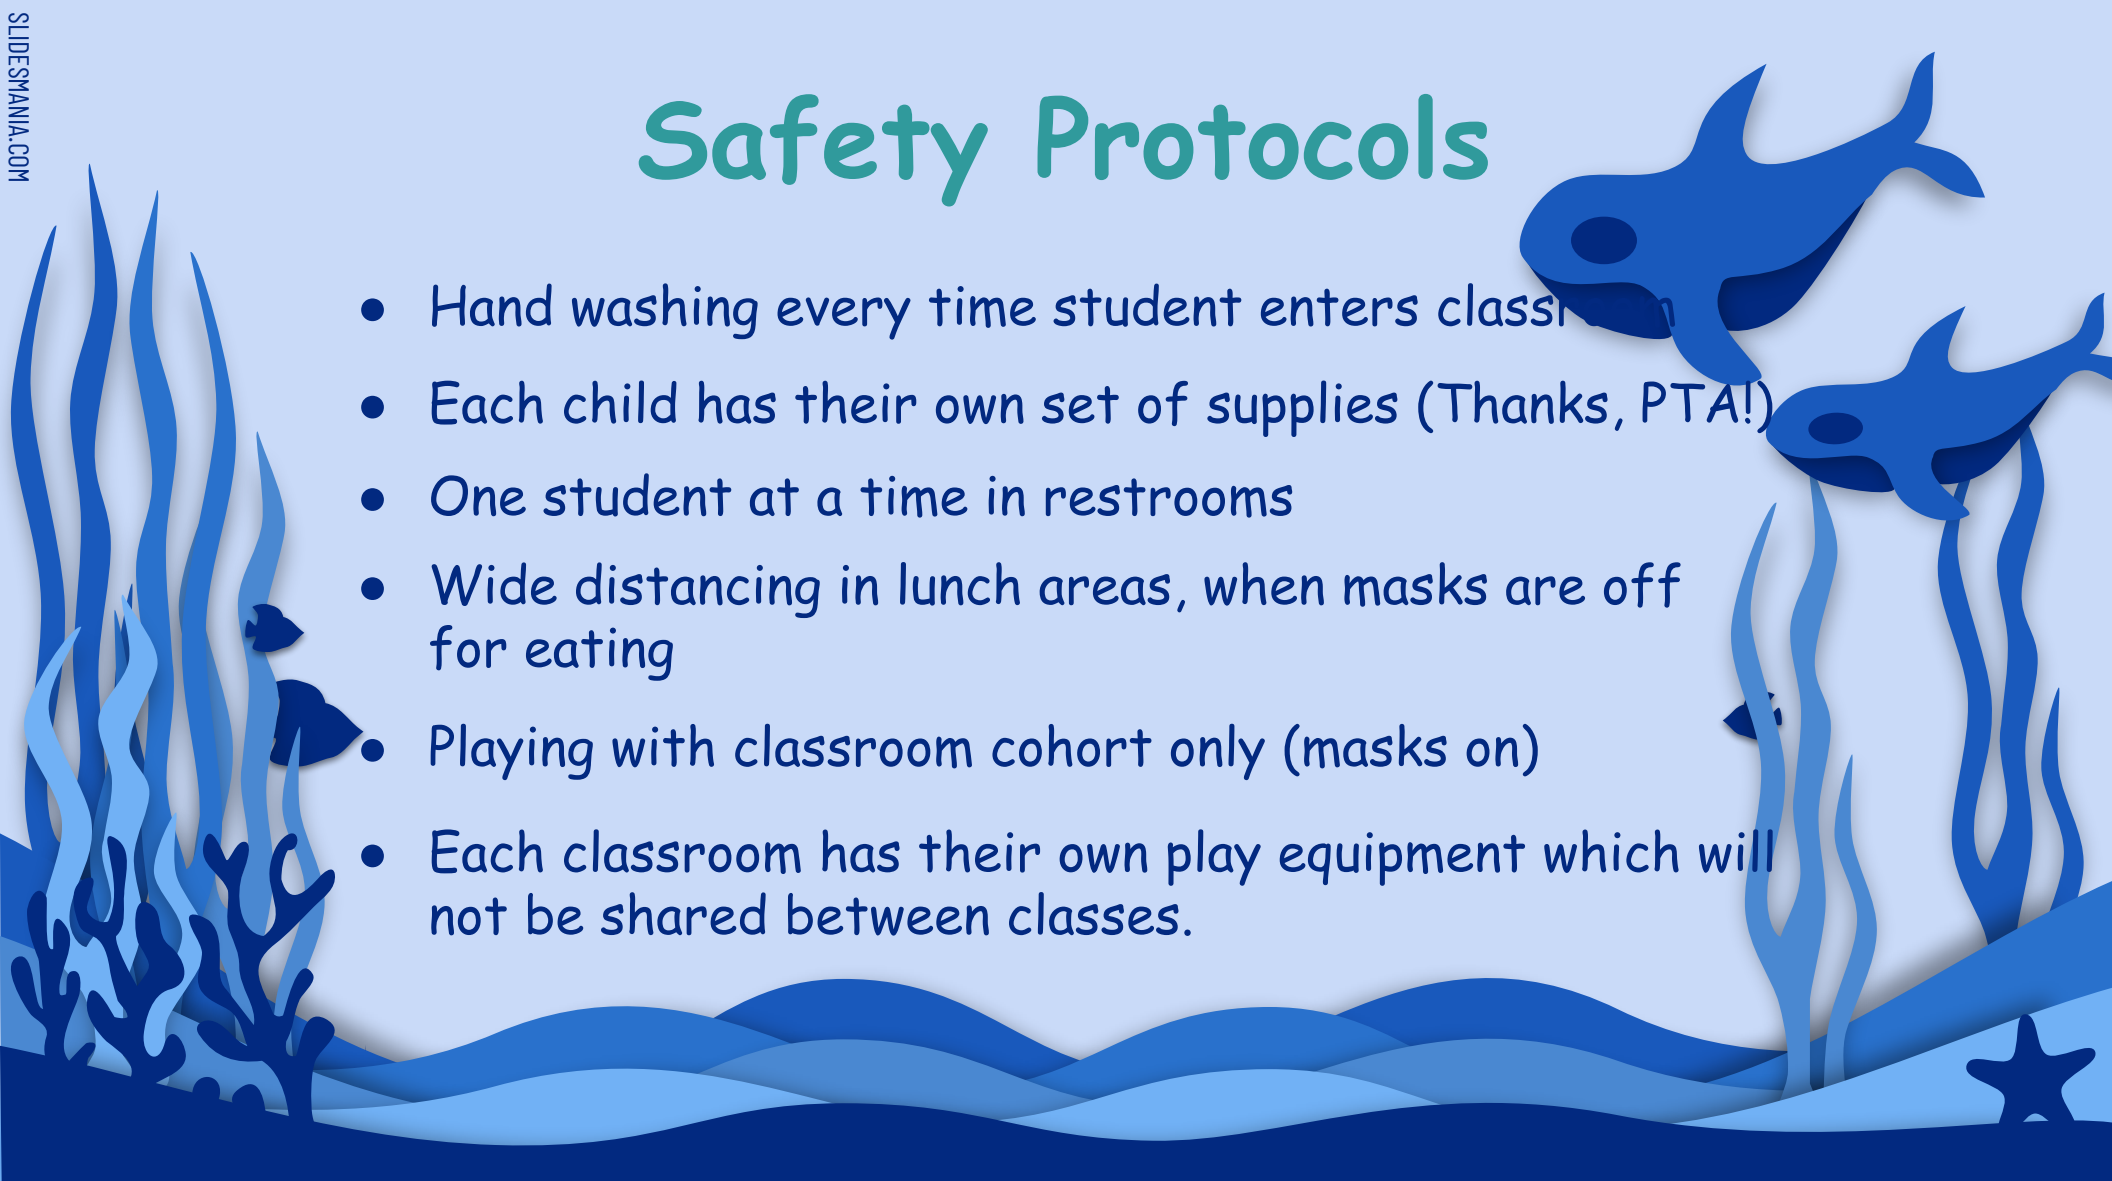 SLIDESMANIA.COM
Safety Protocols
● Hand washing every time student enters classroom
● Each child has their own set of supplies (Thanks, PTA!)
● One student at a time in restrooms
● Wide distancing in lunch areas, when masks are off
for eating
● Playing with classroom cohort only (masks on)
● Each classroom has their own play equipment which will
not be shared between classes.